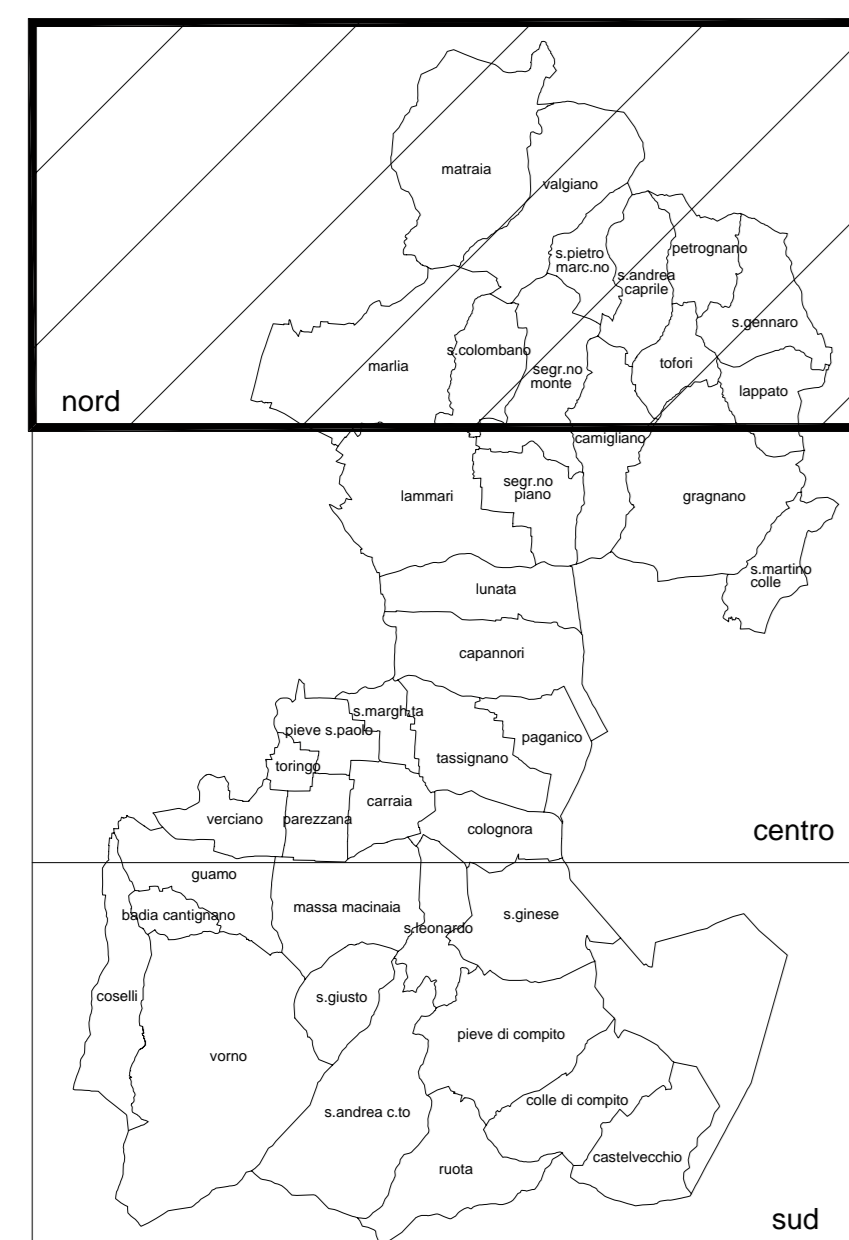 matraia
valgiano
s.pietro
marc.no
petrognano
s.andrea
caprile
s.gennaro
s.colombano
marlia
segr.no
monte
tofori
lappato
nord
camigliano
lammari
segr.no
piano
gragnano
s.martino
colle
lunata
capannori
s.margh.ta
pieve s.paolo
paganico
tassignano
toringo
carraia
verciano
parezzana
colognora
centro
guamo
massa macinaia
badia cantignano
s.ginese
s.leonardo
coselli
s.giusto
pieve di compito
vorno
colle di compito
s.andrea c.to
castelvecchio
ruota
sud